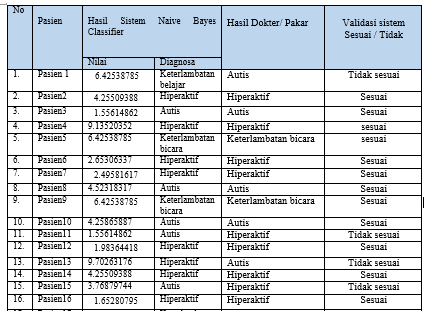 No Pasien Hasil Sistem Naive Bayes Classifier Hasil Dokter/ Pakar Validasi sistem Sesuai / Tidak
Nilai Diagnosa
1. Pasien 1 6.42538785 Keterlambatan belajar Autis Tidak sesuai
2. Pasien2 4.25509388 Hiperaktif Hiperaktif Sesuai
3. Pasien3 1.55614862 Autis Autis Sesuai
4. Pasien4 9.13520352 Hiperaktif Hiperaktif sesuai
5. Pasien5 6.42538785 Keterlambatan bicara Keterlambatan bicara sesuai
6. Pasien6 2.65306337 Hiperaktif Hiperaktif Sesuai
7. Pasien7 2.49581617 Hiperaktif Hiperaktif Sesuai
8. Pasien8 4.52318317 Autis Autis Sesuai
9. Pasien9 6.42538785 Keterlambatan bicara Keterlambatan bicara Sesuai
10. Pasien10 4.25865887 Autis Autis Sesuai
11. Pasien11 1.55614862 Autis Hiperaktif Tidak sesuai
12. Pasien12 1.98364418 Hiperaktif Hiperaktif Sesuai
13. Pasien13 9.70263176 Hiperaktif Autis Tidak sesuai
14. Pasien14 4.25509388 Hiperaktif Hiperaktif Sesuai
15. Pasien15 3.76879744 Autis Hiperaktif Tidak sesuai
16. Pasien16 1.65280795 Hiperaktif Hiperaktif Sesuai